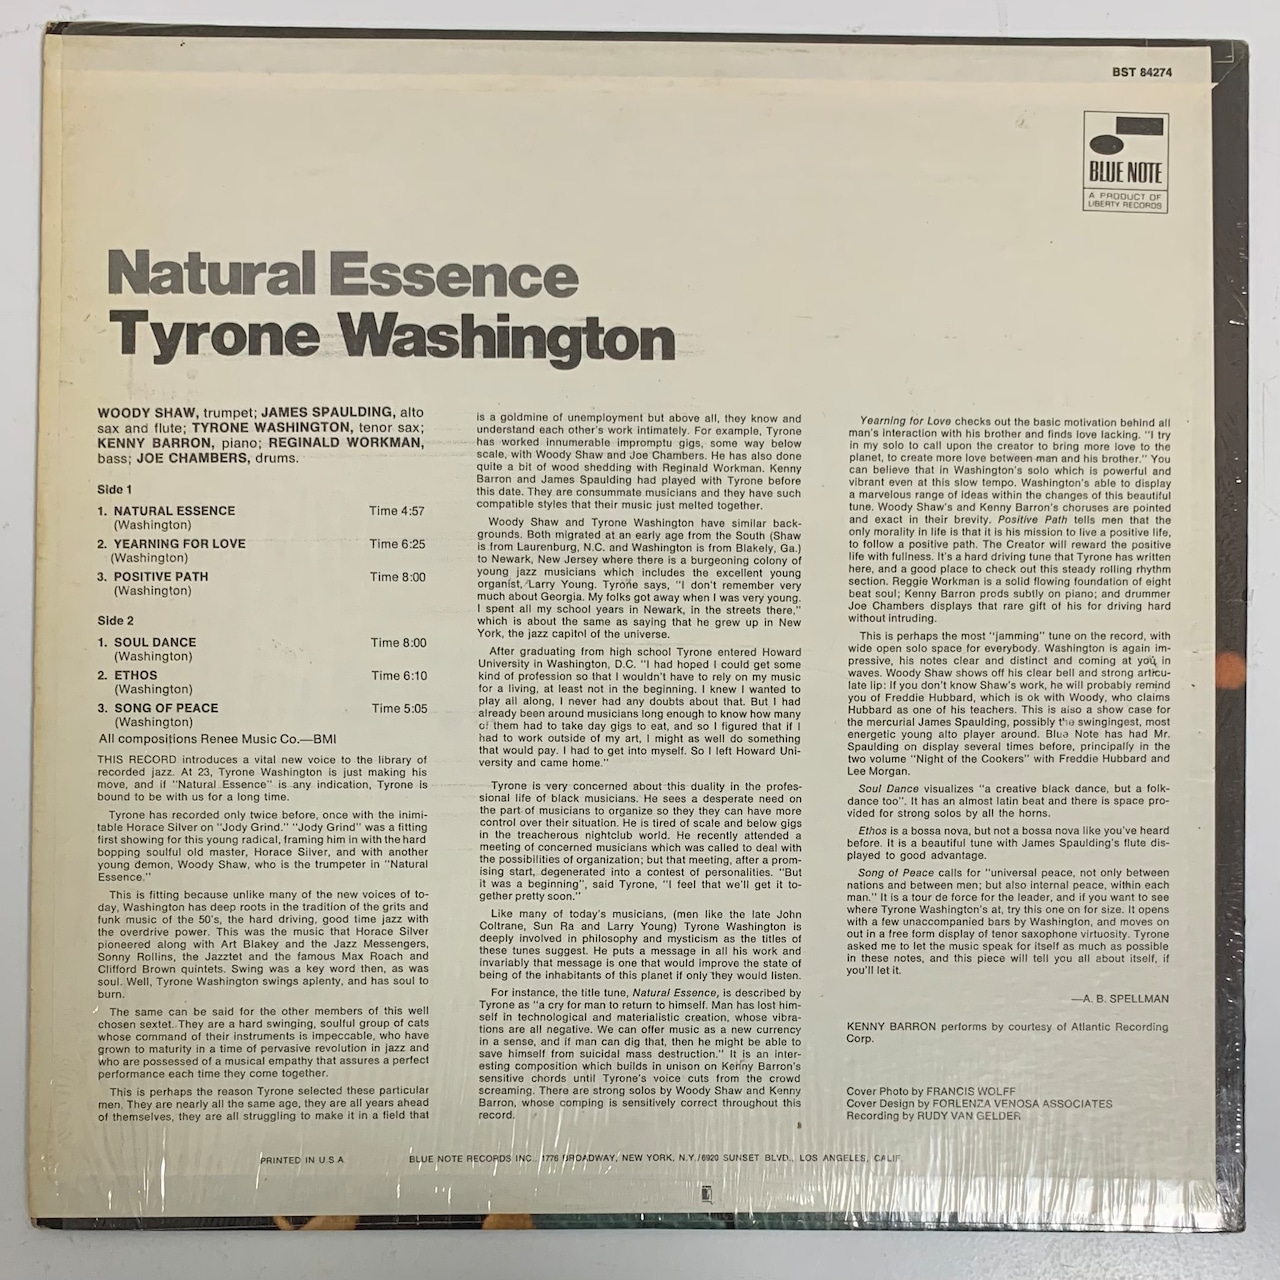 BST 84274
BLUE NOTE
A PRODUCT OF
LIBERTY RECORDS
Natural Essence
Tyrone Washington
WOODY SHAW, trumpet; JAMES SPAULDING, alto
sax and flute; TYRONE WASHINGTON, tenor sax;
KENNY BARRON, piano; REGINALD WORKMAN,
bass; JOE CHAMBERS, drums.
Side 1
1. NATURAL ESSENCE Time 4:57
(Washington)
2. YEARNING FOR LOVE Time 6:25
(Washington)
3. POSITIVE PATH Time 8:00
(Washington)
Side 2
1. SOUL DANCE Time 8:00
(Washington)
2. ETHOS Time 6:10
(Washington)
3. SONG OF PEACE Time 5:05
(Washington)
All compositions Renee Music Co.—BMI
THIS RECORD introduces a vital new voice to the library of
recorded jazz. At 23, Tyrone Washington is just making his
move, and if "Natural Essence" is any indication, Tyrone is
bound to be with us for a long time.
Tyrone has recorded only twice before, once with the inimi-
table Horace Silver on "Jody Grind." "Jody Grind" was a fitting
first showing for this young radical, framing him in with the hard
bopping soulful old master, Horace Silver, and with another
young demon, Woody Shaw, who is the trumpeter in "Natural
Essence."
This is fitting because unlike many of the new voices of to-
day, Washington has deep roots in the tradition of the grits and
funk music of the 50's, the hard driving, good time jazz with
the overdrive power. This was the music that Horace Silver
pioneered along with Art Blakey and the Jazz Messengers,
Sonny Rollins, the Jazztet and the famous Max Roach and
Clifford Brown quintets. Swing was a key word then, as was
soul. Well, Tyrone Washington swings aplenty, and has soul to
burn.
The same can be said for the other members of this well
chosen sextet. They are a hard swinging, soulful group of cats
whose command of their instruments is impeccable, who have
grown to maturity in a time of pervasive revolution in jazz and
who are possessed of a musical empathy that assures a perfect
performance each time they come together.
This is perhaps the reason Tyrone selected these particular
men. They are nearly all the same age, they are all years ahead
of themselves, they are all struggling to make it in a field that
is a goldmine of unemployment but above all, they know and
understand each other's work intimately. For example, Tyrone
has worked innumerable impromptu gigs, some way below
scale, with Woody Shaw and Joe Chambers. He has also done
quite a bit of wood shedding with Reginald Workman. Kenny
Barron and James Spaulding had played with Tyrone before
this date. They are consummate musicians and they have such
compatible styles that their music just melted together.
Woody Shaw and Tyrone Washington have similar back-
grounds. Both migrated at an early age from the South (Shaw
is from Laurenburg, N.C. and Washington is from Blakely, Ga.)
to Newark, New Jersey where there is a burgeoning colony of
young jazz musicians which includes the excellent young
organist, Larry Young. Tyrone says, "I don't remember very
much about Georgia. My folks got away when I was very young.
I spent all my school years in Newark, in the streets there,"
which is about the same as saying that he grew up in New
York, the jazz capitol of the universe.
After graduating from high school Tyrone entered Howard
University in Washington, D.C. "I had hoped I could get some
kind of profession so that I wouldn't have to rely on my music
for a living, at least not in the beginning. I knew I wanted to
play all along, I never had any doubts about that. But I had
already been around musicians long enough to know how many
of them had to take day gigs to eat, and so I figured that if I
had to work outside of my art, I might as well do something
that would pay. I had to get into myself. So I left Howard Uni-
versity and came home."
Tyrone is very concerned about this duality in the profes-
sional life of black musicians. He sees a desperate need on
the part of musicians to organize so they they can have more
control over their situation. He is tired of scale and below gigs
in the treacherous nightclub world. He recently attended a
meeting of concerned musicians which was called to deal with
the possibilities of organization; but that meeting, after a prom-
ising start, degenerated into a contest of personalities. "But
it was a beginning", said Tyrone, "I feel that we'll get it to-
gether pretty soon."
Like many of today's musicians, (men like the late John
Coltrane, Sun Ra and Larry Young) Tyrone Washington is
deeply involved in philosophy and mysticism as the titles of
these tunes suggest. He puts a message in all his work and
invariably that message is one that would improve the state of
being of the inhabitants of this planet if only they would listen.
For instance, the title tune, Natural Essence, is described by
Tyrone as "a cry for man to return to himself. Man has lost him-
self in technological and materialistic creation, whose vibra-
tions are all negative. We can offer music as a new currency
in a sense, and if man can dig that, then he might be able to
save himself from suicidal mass destruction." It is an inter-
esting composition which builds in unison on Kenny Barron's
sensitive chords until Tyrone's voice cuts from the crowd
screaming. There are strong solos by Woody Shaw and Kenny
Barron, whose comping is sensitively correct throughout this
record.
Yearning for Love checks out the basic motivation behind all
man's interaction with his brother and finds love lacking. "I try
in my solo to call upon the creator to bring more love to the
planet, to create more love between man and his brother." You
can believe that in Washington's solo which is powerful and
vibrant even at this slow tempo. Washington's able to display
a marvelous range of ideas within the changes of this beautiful
tune. Woody Shaw's and Kenny Barron's choruses are pointed
and exact in their brevity. Positive Path tells men that the
only morality in life is that it is his mission to live a positive life,
to follow a positive path. The Creator will reward the positive
life with fullness. It's a hard driving tune that Tyrone has written
here, and a good place to check out this steady rolling rhythm
section. Reggie Workman is a solid flowing foundation of eight
beat soul; Kenny Barron prods subtly on piano; and drummer
Joe Chambers displays that rare gift of his for driving hard
without intruding.
This is perhaps the most "jamming" tune on the record, with
wide open solo space for everybody. Washington is again im-
pressive, his notes clear and distinct and coming at you, in
waves. Woody Shaw shows off his clear bell and strong articu-
late lip: If you don't know Shaw's work, he will probably remind
you of Freddie Hubbard, which is ok with Woody, who claims
Hubbard as one of his teachers. This is also a show case for
the mercurial James Spaulding, possibly the swingingest, most
energetic young alto player around. Blue Note has had Mr.
Spaulding on display several times before, principally in the
two volume "Night of the Cookers" with Freddie Hubbard and
Lee Morgan.
Soul Dance visualizes "a creative black dance, but a folk-
dance too". It has an almost latin beat and there is space pro-
vided for strong solos by all the horns.
Ethos is a bossa nova, but not a bossa nova like you've heard
before. It is a beautiful tune with James Spaulding's flute dis-
played to good advantage.
Song of Peace calls for "universal peace, not only between
nations and between men; but also internal peace, within each
man." It is a tour de force for the leader, and if you want to see
where Tyrone Washington's at, try this one for size. It opens
with a few unaccompanied bars by Washington, and moves on
out in a free form display of tenor saxophone virtuosity. Tyrone
asked me to let the music speak for itself as much as possible
in these notes, and this piece will tell you all about itself, if
you'll let it.
—A. B. SPELLMAN
KENNY BARRON performs by courtesy of Atlantic Recording
Corp.
Cover Photo by FRANCIS WOLFF
Cover Design by FORLENZA VENOSA ASSOCIATES
Recording by RUDY VAN GELDER
PRINTED IN U.S.A. BLUE NOTE RECORDS INC., 1776 BROADWAY, NEW YORK, N.Y./6920 SUNSET BLVD., LOS ANGELES, CALIF.